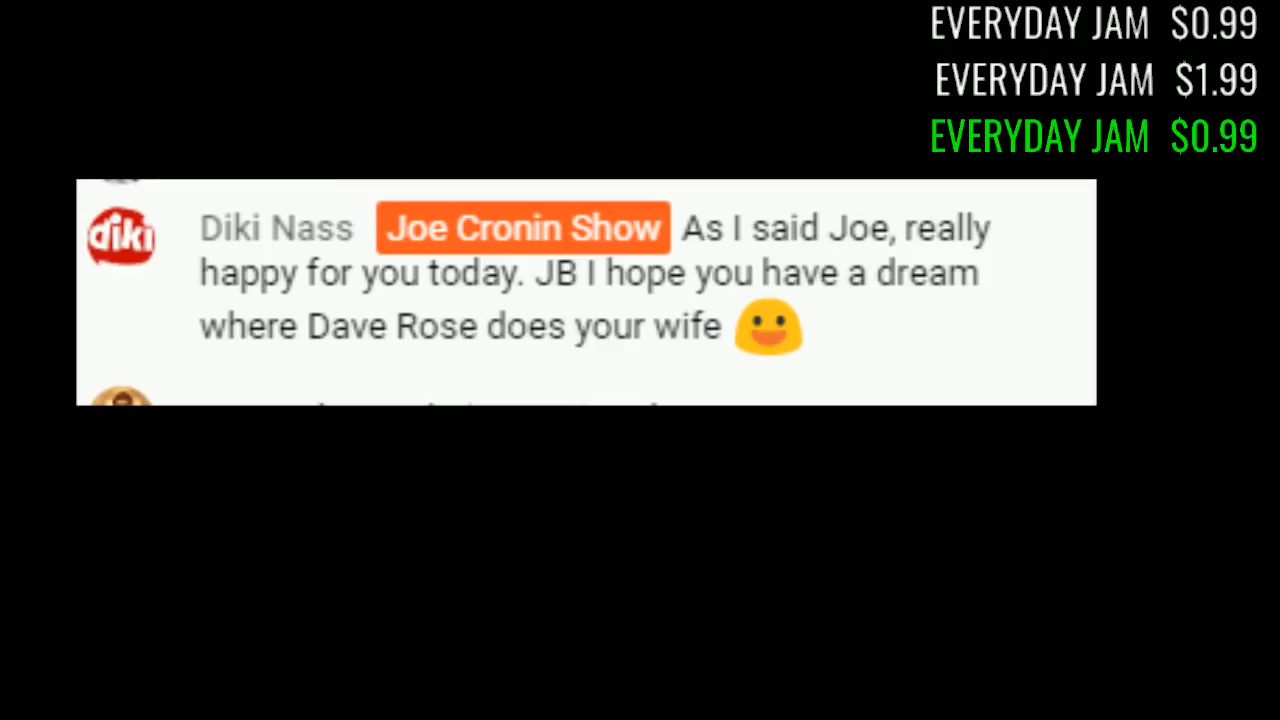 EVERYDAY JAM $0.99
EVERYDAY JAM $1.99
EVERYDAY JAM $0.99
diki
Diki Nass Joe Cronin Show As I said Joe, really
happy for you today. JB I hope you have a dream
where Dave Rose does your wife